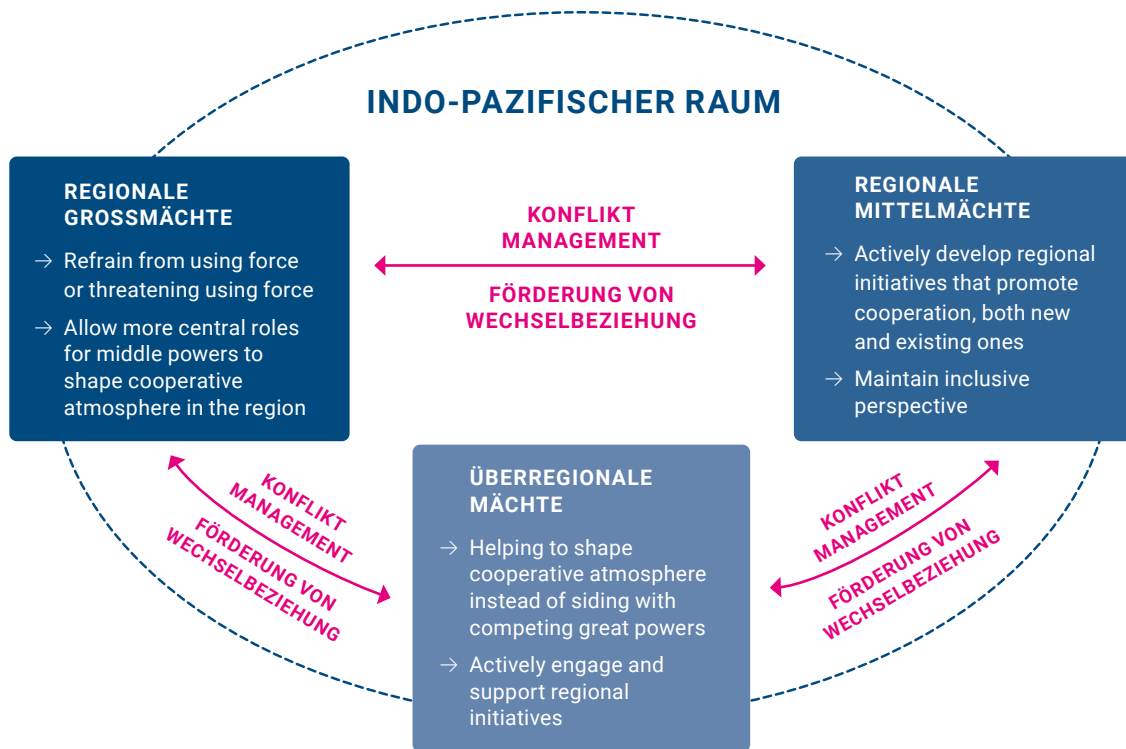 INDO-PAZIFISCHER RAUM
REGIONALE
GROSSMÄCHTE
→ Refrain from using force
or threatening using force
→ Allow more central roles
for middle powers to
shape cooperative
atmosphere in the region
KONFLIKT
MANAGEMENT
FÖRDERUNG VON
WECHSELBEZIEHUNG
REGIONALE
MITTELMÄCHTE
→ Actively develop regional
initiatives that promote
cooperation, both new
and existing ones
→ Maintain inclusive
perspective
KONFLIKT
MANAGEMENT
FÖRDERUNG VON
WECHSELBEZIEHUNG
ÜBERREGIONALE
MÄCHTE
→ Helping to shape
cooperative atmosphere
instead of siding with
competing great powers
→ Actively engage and
support regional
initiatives
KONFLIKT
MANAGEMENT
FÖRDERUNG VON
WECHSELBEZIEHUNG